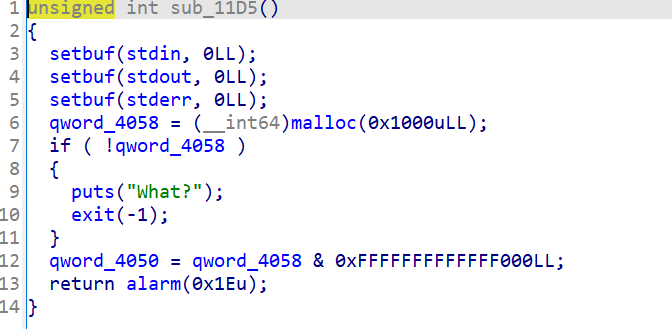 1 unsigned int sub_11D5()
2 {
3   setbuf(stdin, 0LL);
4   setbuf(stdout, 0LL);
5   setbuf(stderr, 0LL);
6   qword_4058 = (__int64)malloc(0x1000uLL);
7   if ( !qword_4058 )
8   {
9     puts("What?");
10     exit(-1);
11   }
12   qword_4050 = qword_4058 & 0xFFFFFFFFFFFFF000LL;
13   return alarm(0x1Eu);
14 }